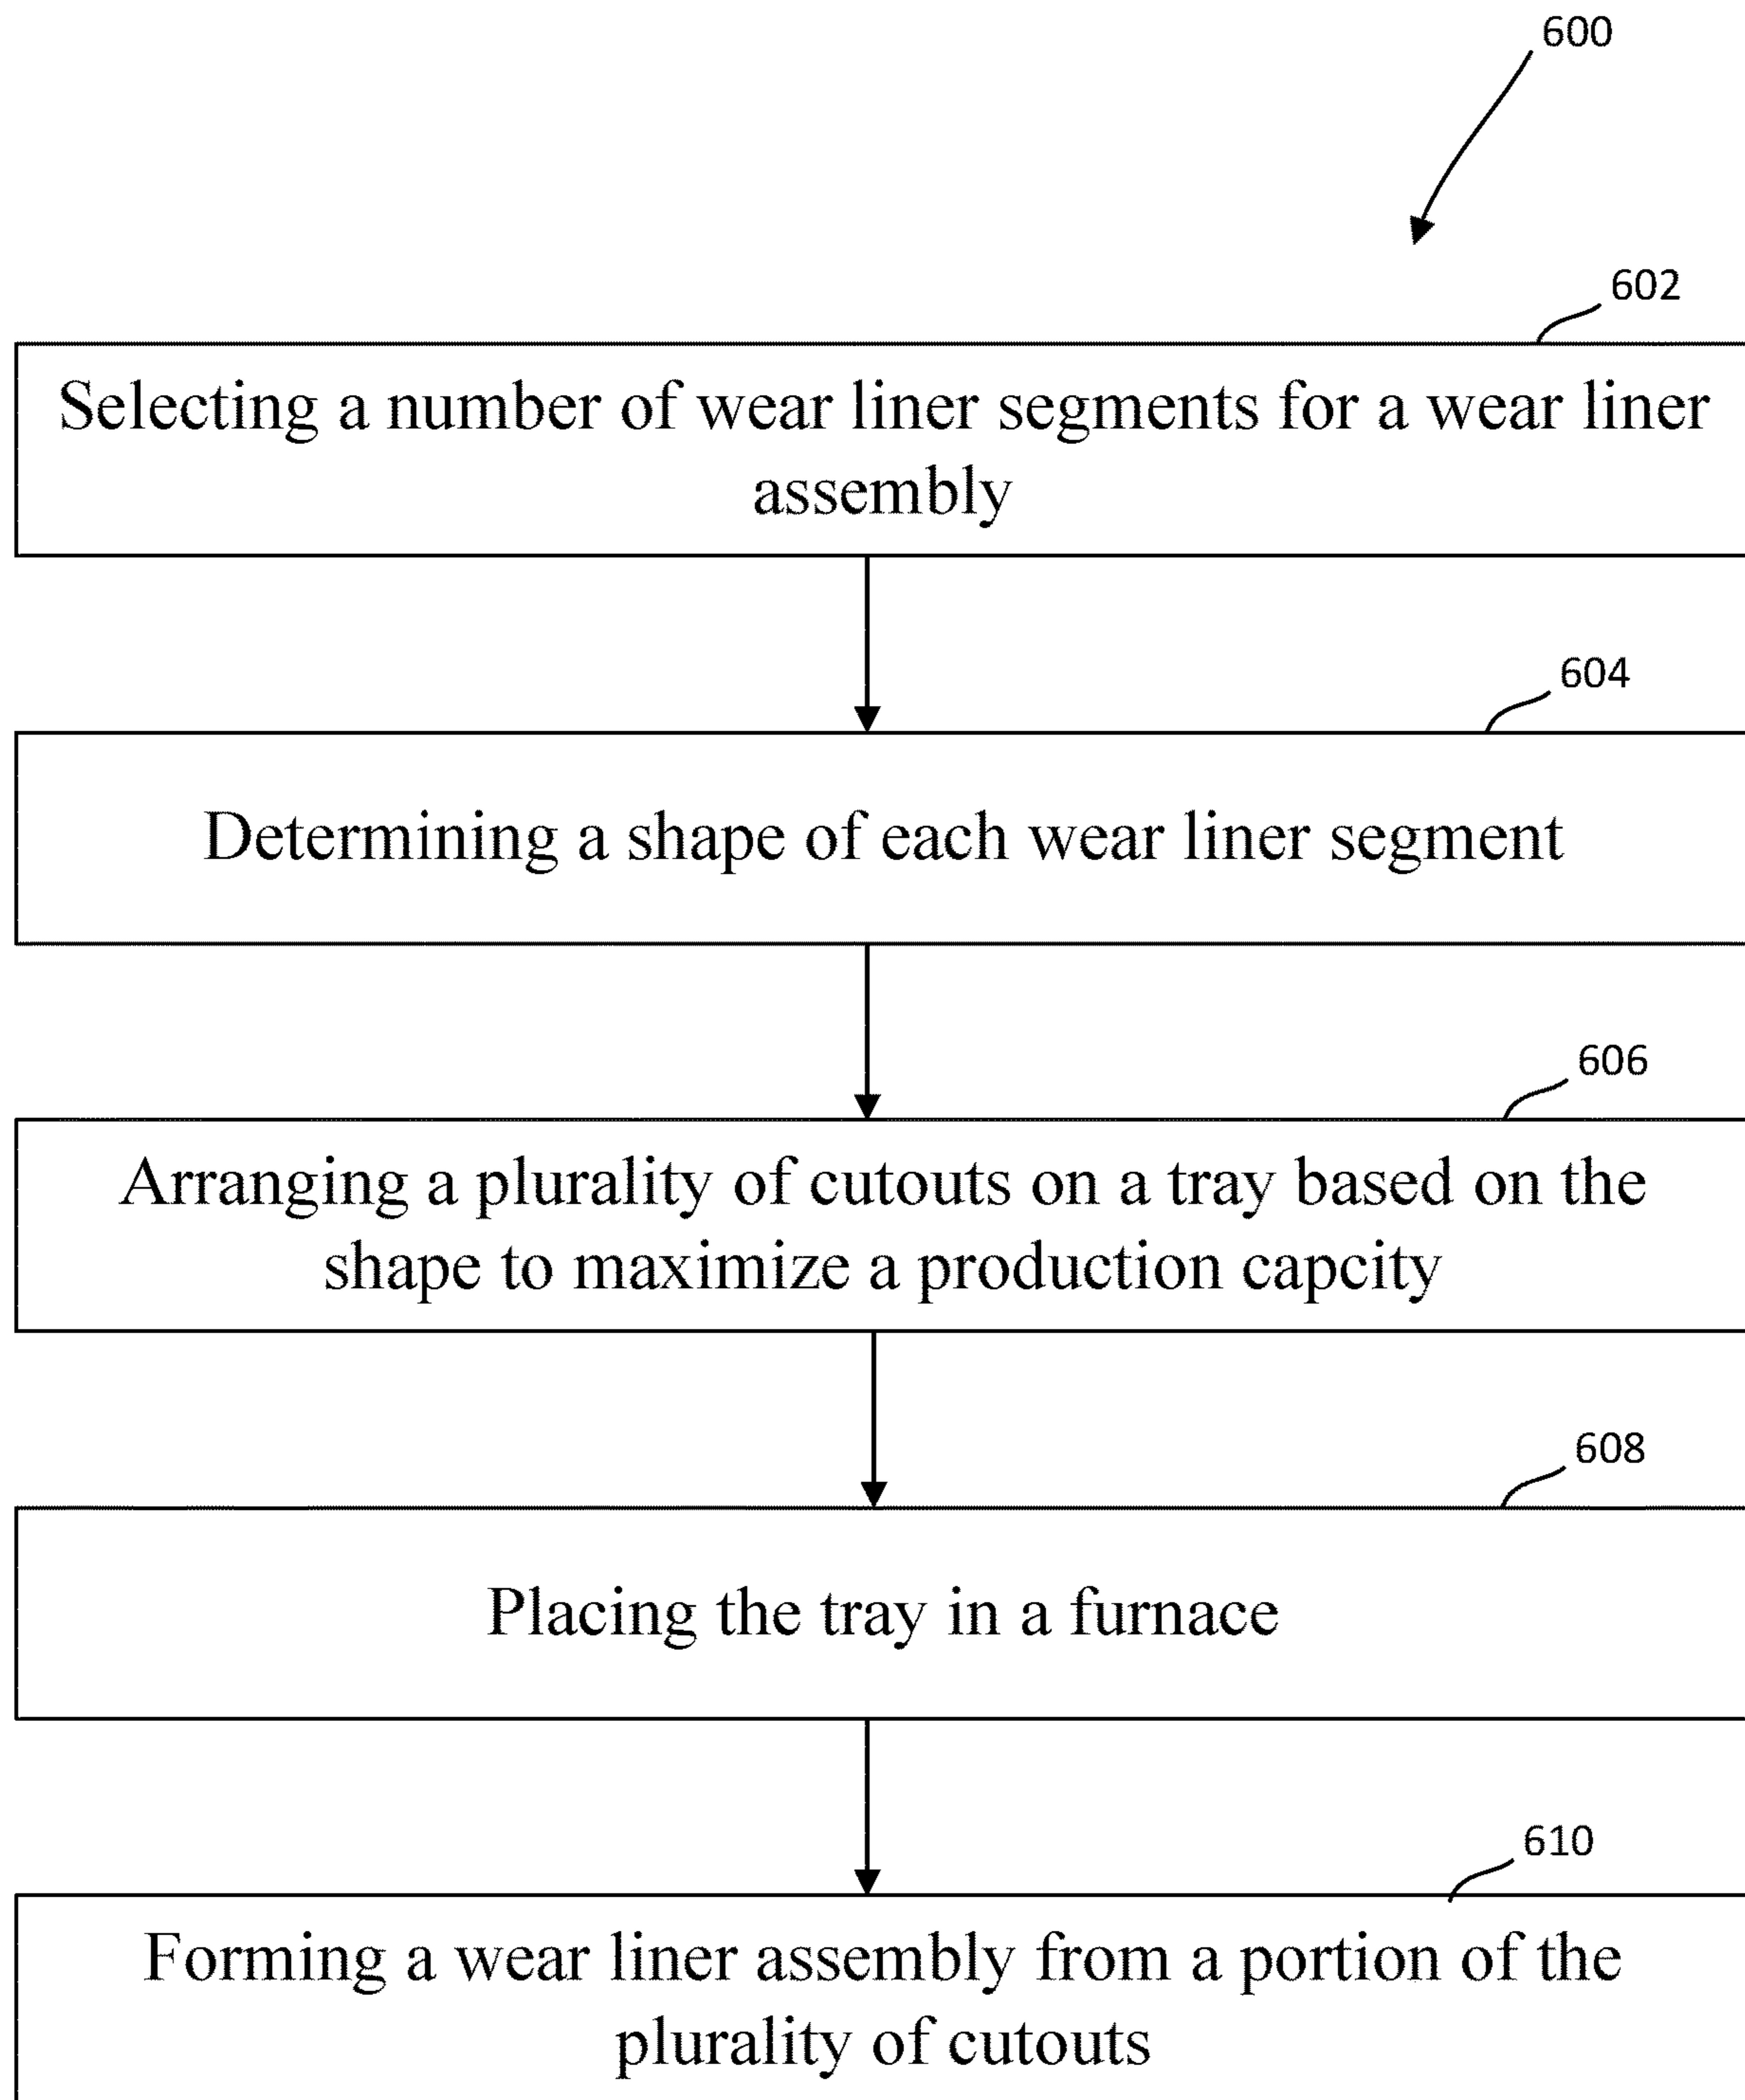 600
602
Selecting a number of wear liner segments for a wear liner
assembly
604
Determining a shape of each wear liner segment
606
Arranging a plurality of cutouts on a tray based on the
shape to maximize a production capcity
608
Placing the tray in a furnace
610
Forming a wear liner assembly from a portion of the
plurality of cutouts